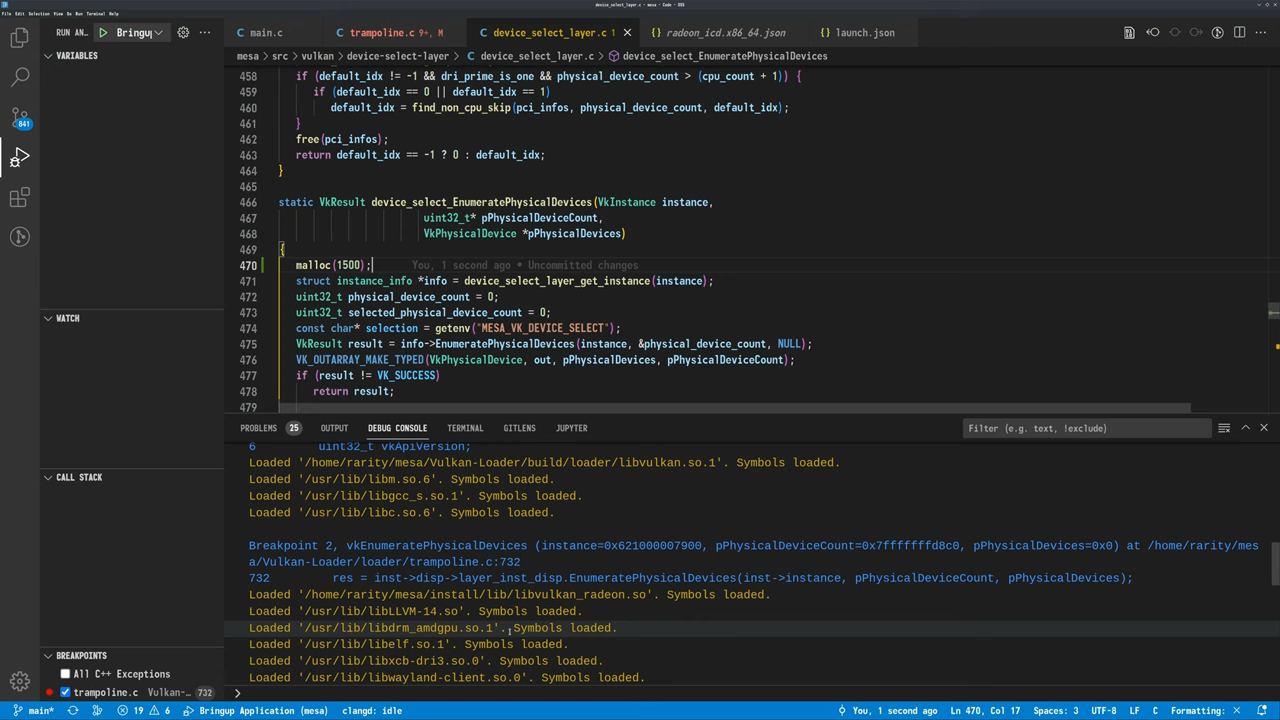 device_select_layer.c - mesa - Code - OSS
File Edit Selection View Go Run Terminal Help
RUN AN... Bringup
main.c trampoline.c 9+, M device_select_layer.c 1 radeon_icd.x86_64.json launch.json
mesa > src > vulkan > device-select-layer > device_select_layer.c > device_select_EnumeratePhysicalDevices
VARIABLES
WATCH
CALL STACK
BREAKPOINTS
All C++ Exceptions
trampoline.c Vulkan-... 732
841
458 if (default_idx != -1 && dri_prime_is_one && physical_device_count > (cpu_count + 1)) {
459 if (default_idx == 0 || default_idx == 1)
460 default_idx = find_non_cpu_skip(pci_infos, physical_device_count, default_idx);
461 }
462 free(pci_infos);
463 return default_idx == -1 ? 0 : default_idx;
464 }
465
466 static VkResult device_select_EnumeratePhysicalDevices(VkInstance instance,
467 uint32_t* pPhysicalDeviceCount,
468 VkPhysicalDevice *pPhysicalDevices)
469 {
470 malloc(1500); You, 1 second ago • Uncommitted changes
471 struct instance_info *info = device_select_layer_get_instance(instance);
472 uint32_t physical_device_count = 0;
473 uint32_t selected_physical_device_count = 0;
474 const char* selection = getenv("MESA_VK_DEVICE_SELECT");
475 VkResult result = info->EnumeratePhysicalDevices(instance, &physical_device_count, NULL);
476 VK_OUTARRAY_MAKE_TYPED(VkPhysicalDevice, out, pPhysicalDevices, pPhysicalDeviceCount);
477 if (result != VK_SUCCESS)
478 return result;
479
PROBLEMS 25 OUTPUT DEBUG CONSOLE TERMINAL GITLENS JUPYTER Filter (e.g. text, !exclude)
6 uint32_t vkApiVersion;
Loaded '/home/rarity/mesa/Vulkan-Loader/build/loader/libvulkan.so.1'. Symbols loaded.
Loaded '/usr/lib/libm.so.6'. Symbols loaded.
Loaded '/usr/lib/libgcc_s.so.1'. Symbols loaded.
Loaded '/usr/lib/libc.so.6'. Symbols loaded.
Breakpoint 2, vkEnumeratePhysicalDevices (instance=0x621000007900, pPhysicalDeviceCount=0x7fffffffd8c0, pPhysicalDevices=0x0) at /home/rarity/mes
a/Vulkan-Loader/loader/trampoline.c:732
732 res = inst->disp->layer_inst_disp.EnumeratePhysicalDevices(inst->instance, pPhysicalDeviceCount, pPhysicalDevices);
Loaded '/home/rarity/mesa/install/lib/libvulkan_radeon.so'. Symbols loaded.
Loaded '/usr/lib/libLLVM-14.so'. Symbols loaded.
Loaded '/usr/lib/libdrm_amdgpu.so.1'. Symbols loaded.
Loaded '/usr/lib/libelf.so.1'. Symbols loaded.
Loaded '/usr/lib/libxcb-dri3.so.0'. Symbols loaded.
Loaded '/usr/lib/libwayland-client.so.0'. Symbols loaded.
main* 19 6 Bringup Application (mesa) clangd: idle You, 1 second ago Ln 470, Col 17 Spaces: 3 UTF-8 LF C Formatting: ×